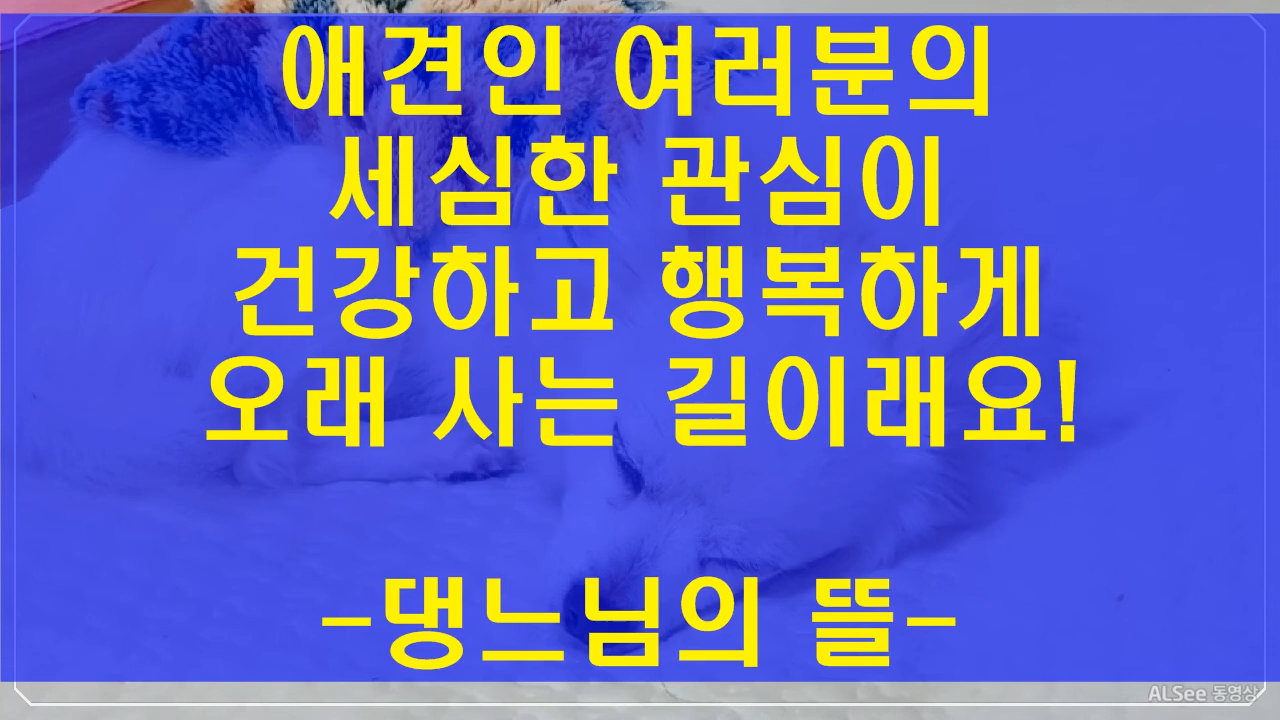 애견인 여러분의
세심한 관심이
건강하고 행복하게
오래 사는 길이래요!
-댕느님의 뜰-
ALSee 동영상